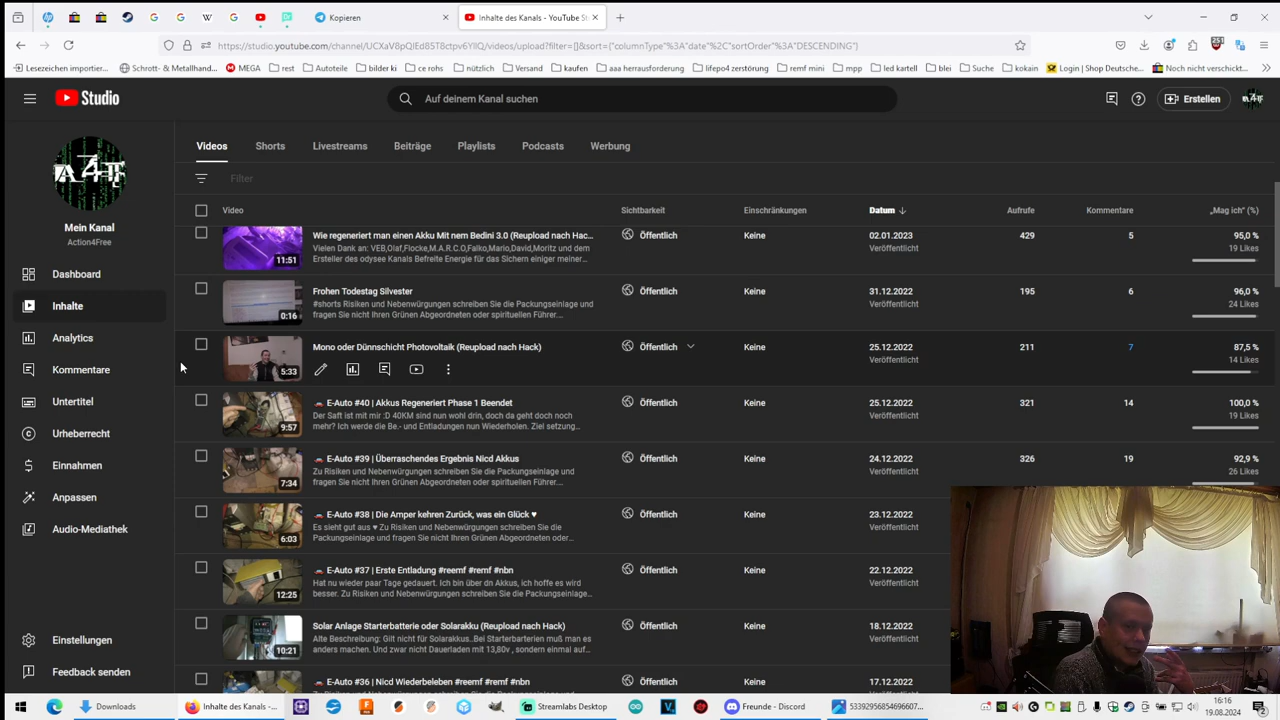 Kopieren
Inhalte des Kanals - YouTube St
https://studio.youtube.com/channel/UCXaV8pQlEd85T8ctpv6YIlQ/videos/upload?filter=[]&sort={"columnType"%3A"date"%2C"sortOrder"%3A"DESCENDING"}
251
Lesezeichen importier...
Schrott- & Metallhand...
MEGA
rest
Autoteile
bilder ki
ce rohs
nützlich
Versand
kaufen
aaa herrausforderung
lifepo4 zerstörung
remf mini
mpp
led kartell
blei
Suche
kokain
Login | Shop Deutsche...
Noch nicht verschickt...
Studio
Auf deinem Kanal suchen
Erstellen
A4F
Mein Kanal
Action4Free
Dashboard
Inhalte
Analytics
Kommentare
Untertitel
Urheberrecht
Einnahmen
Anpassen
Audio-Mediathek
Einstellungen
Feedback senden
Videos
Shorts
Livestreams
Beiträge
Playlists
Podcasts
Werbung
Filter
Video
Sichtbarkeit
Einschränkungen
Datum
Aufrufe
Kommentare
„Mag ich" (%)
11:51
Wie regeneriert man einen Akku Mit nem Bedini 3.0 (Reupload nach Hac...
Vielen Dank an: VEB,Olaf,Flocke,M.A.R.C.O,Falko,Mario,David,Moritz und dem
Ersteller des odysee Kanals Befreite Energie für das Sichern einiger meiner...
Öffentlich
Keine
02.01.2023
Veröffentlicht
429
5
95,0 %
19 Likes
0:16
Frohen Todestag Silvester
#shorts Risiken und Nebenwürgungen schreiben Sie die Packungseinlage und
fragen Sie nicht Ihren Grünen Abgeordneten oder spirituellen Führer....
Öffentlich
Keine
31.12.2022
Veröffentlicht
195
6
96,0 %
24 Likes
5:33
Mono oder Dünnschicht Photovoltaik (Reupload nach Hack)
Öffentlich
Keine
25.12.2022
Veröffentlicht
211
7
87,5 %
14 Likes
9:57
E-Auto #40 | Akkus Regeneriert Phase 1 Beendet
Der Saft ist mit mir :D 40KM sind nun wohl drin, doch da geht doch noch
mehr? Ich werde die Be.- und Entladungen nun Wiederholen. Ziel setzung...
Öffentlich
Keine
25.12.2022
Veröffentlicht
321
14
100,0 %
19 Likes
7:34
E-Auto #39 | Überraschendes Ergebnis Nicd Akkus
Zu Risiken und Nebenwürgungen schreiben Sie die Packungseinlage und
fragen Sie nicht Ihren Grünen Abgeordneten oder spirituellen Führer....
Öffentlich
Keine
24.12.2022
Veröffentlicht
326
19
92,9 %
26 Likes
6:03
E-Auto #38 | Die Amper kehren Zurück, was ein Glück ♥
Es sieht gut aus ♥ Zu Risiken und Nebenwürgungen schreiben Sie die
Packungseinlage und fragen Sie nicht Ihren Grünen Abgeordneten oder...
Öffentlich
Keine
23.12.2022
Veröffentlicht
12:25
E-Auto #37 | Erste Entladung #reemf #remf #nbn
Hat nu wieder paar Tage gedauert. Ich bin über dn Akkus, ich hoffe es wird
besser. Zu Risiken und Nebenwürgungen schreiben Sie die Packungseinlage...
Öffentlich
Keine
22.12.2022
Veröffentlicht
10:21
Solar Anlage Starterbatterie oder Solarakku (Reupload nach Hack)
Alte Beschreibung: Gilt nicht für Solarakku..Bei Starterbarterien muß man es
anders machen. Und zwar nicht Dauerladen mit 13,80v , sondern einmal auf...
Öffentlich
Keine
18.12.2022
Veröffentlicht
E-Auto #36 | Nicd Wiederbeleben #reemf #remf #nbn
Öffentlich
Keine
17.12.2022
Downloads
Inhalte des Kanals -...
Streamlabs Desktop
Freunde - Discord
53392956854696607...
16:16
19.08.2024